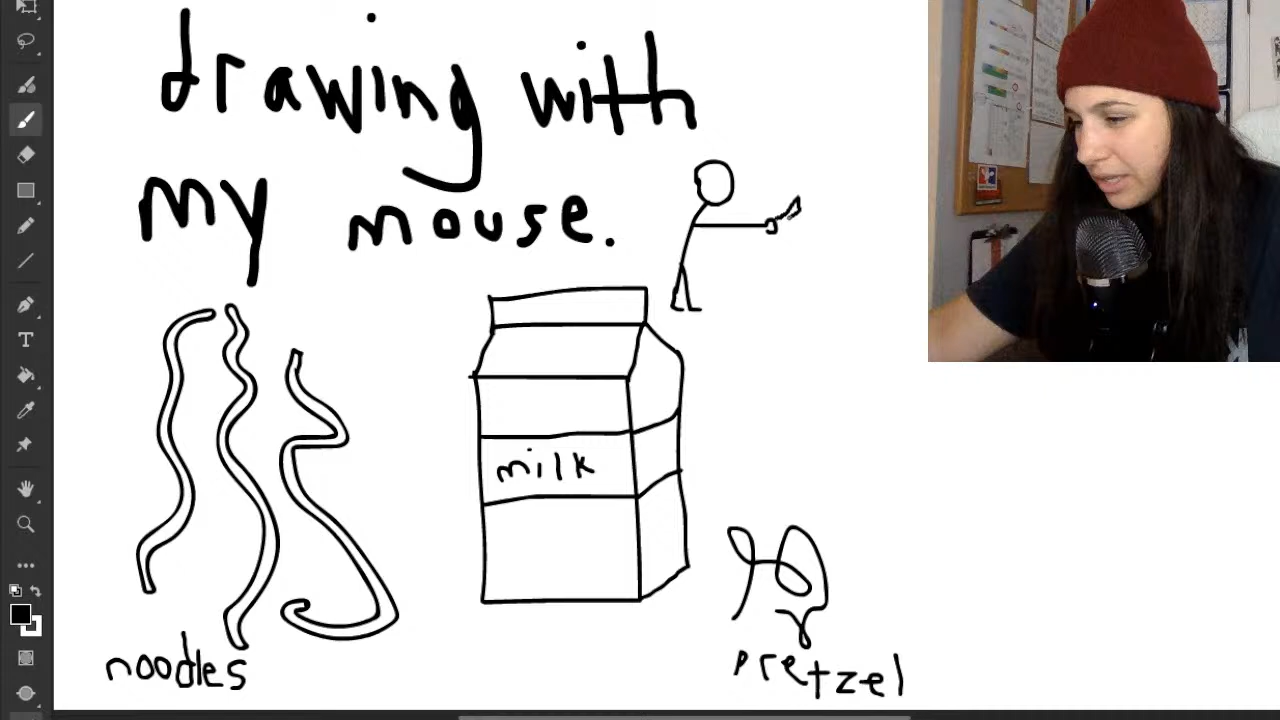 drawing with
my mouse.
milk
noodles
pretzel